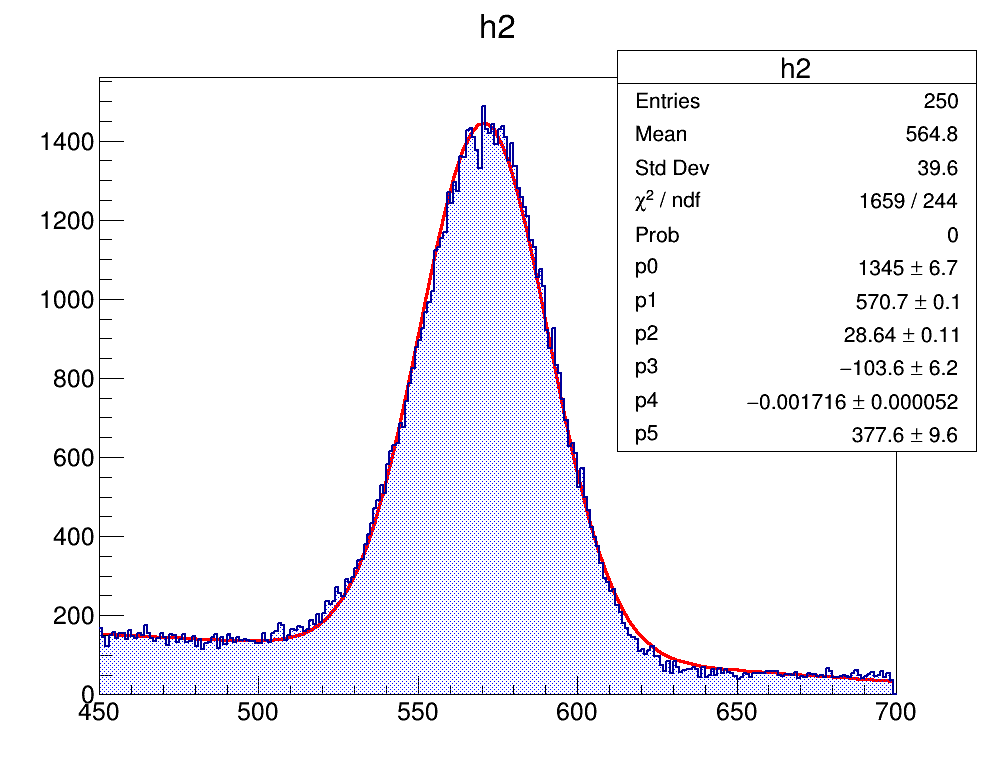 h2
h2
Entries 250
Mean 564.8
Std Dev 39.6
χ² / ndf 1659 / 244
Prob 0
p0 1345 ± 6.7
p1 570.7 ± 0.1
p2 28.64 ± 0.11
p3 −103.6 ± 6.2
p4 −0.001716 ± 0.000052
p5 377.6 ± 9.6
1400
1200
1000
800
600
400
200
0
450 500 550 600 650 700